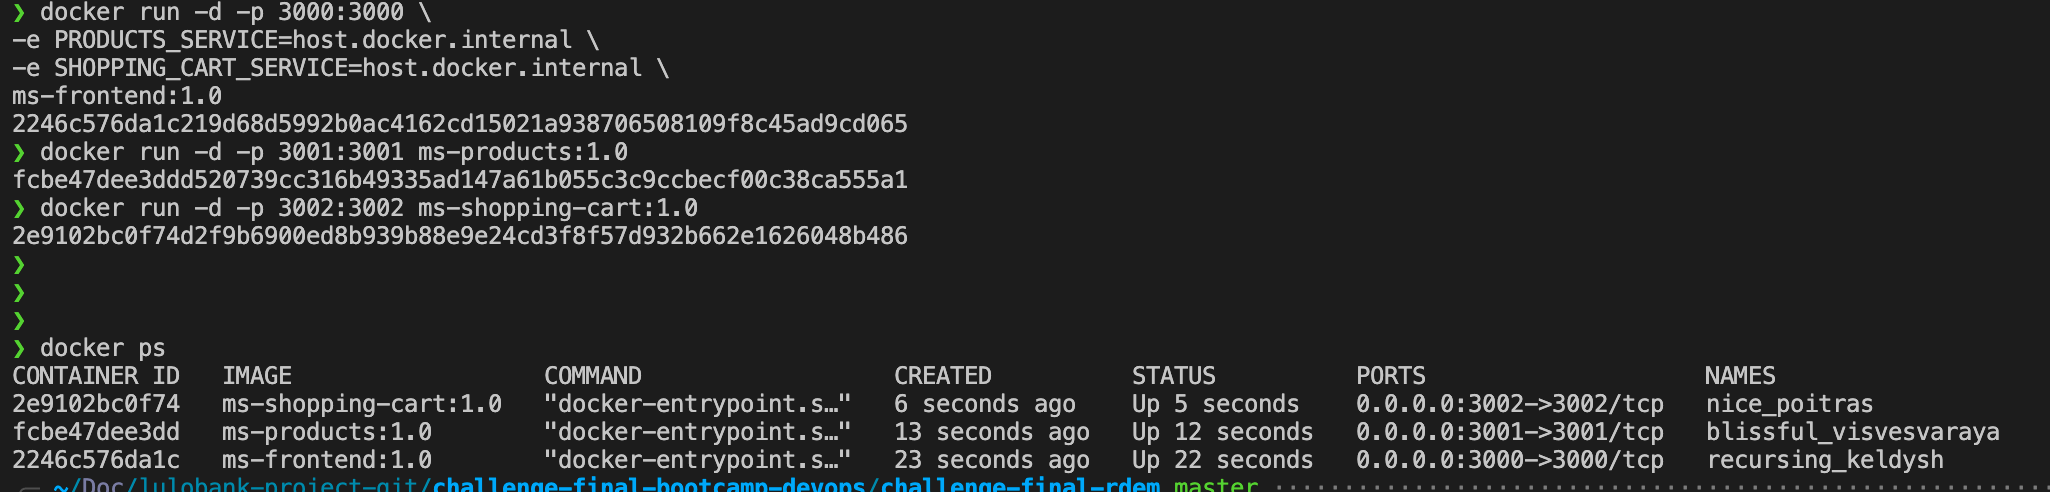 ❯ docker run -d -p 3000:3000 \
-e PRODUCTS_SERVICE=host.docker.internal \
-e SHOPPING_CART_SERVICE=host.docker.internal \
ms-frontend:1.0
2246c576da1c219d68d5992b0ac4162cd15021a938706508109f8c45ad9cd065
❯ docker run -d -p 3001:3001 ms-products:1.0
fcbe47dee3ddd520739cc316b49335ad147a61b055c3c9ccbecf00c38ca555a1
❯ docker run -d -p 3002:3002 ms-shopping-cart:1.0
2e9102bc0f74d2f9b6900ed8b939b88e9e24cd3f8f57d932b662e1626048b486
❯
❯
❯
❯ docker ps
CONTAINER ID   IMAGE                  COMMAND                  CREATED          STATUS          PORTS                    NAMES
2e9102bc0f74   ms-shopping-cart:1.0   "docker-entrypoint.s…"   6 seconds ago    Up 5 seconds    0.0.0.0:3002->3002/tcp   nice_poitras
fcbe47dee3dd   ms-products:1.0        "docker-entrypoint.s…"   13 seconds ago   Up 12 seconds   0.0.0.0:3001->3001/tcp   blissful_visvesvaraya
2246c576da1c   ms-frontend:1.0        "docker-entrypoint.s…"   23 seconds ago   Up 22 seconds   0.0.0.0:3000->3000/tcp   recursing_keldysh
~/Doc/lulobank-project-git/challenge-final-bootcamp-devops/challenge-final-rdem master